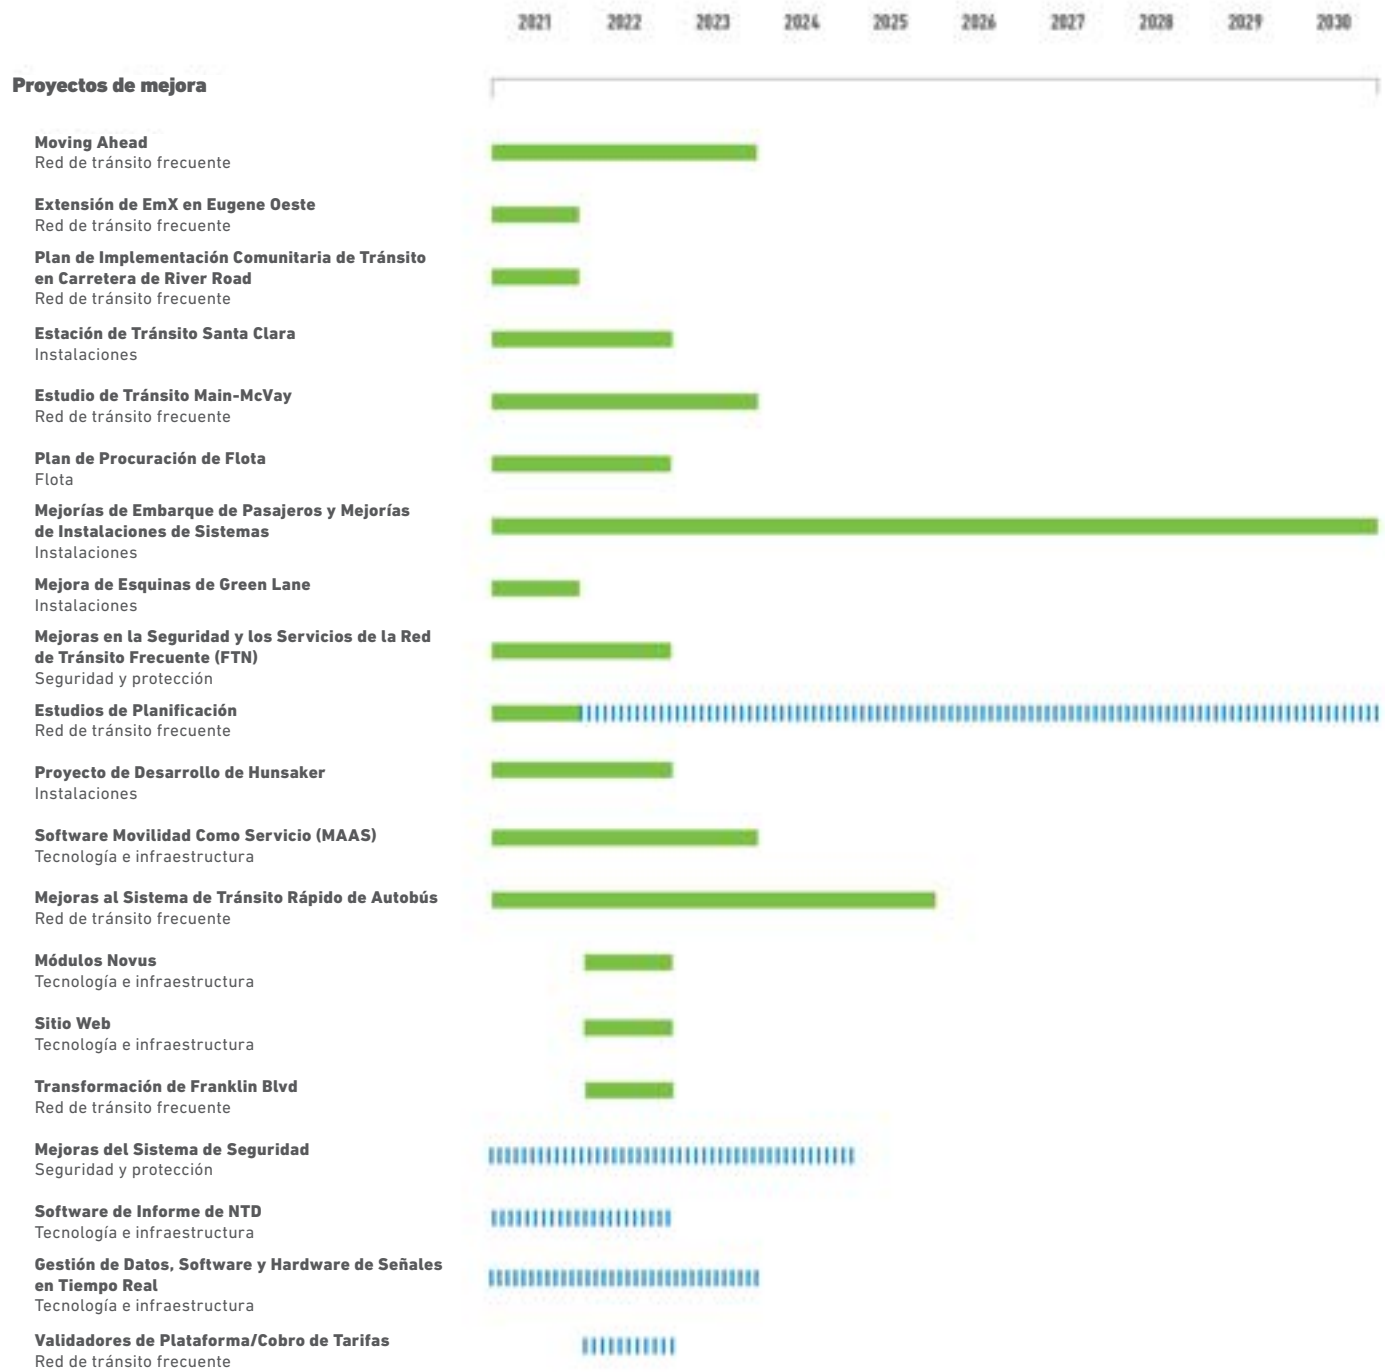 2021 2022 2023 2024 2025 2026 2027 2028 2029 2030
Proyectos de mejora
Moving Ahead
Red de tránsito frecuente
Extensión de EmX en Eugene Oeste
Red de tránsito frecuente
Plan de Implementación Comunitaria de Tránsito
en Carretera de River Road
Red de tránsito frecuente
Estación de Tránsito Santa Clara
Instalaciones
Estudio de Tránsito Main-McVay
Red de tránsito frecuente
Plan de Procuración de Flota
Flota
Mejorías de Embarque de Pasajeros y Mejorías
de Instalaciones de Sistemas
Instalaciones
Mejora de Esquinas de Green Lane
Instalaciones
Mejoras en la Seguridad y los Servicios de la Red
de Tránsito Frecuente (FTN)
Seguridad y protección
Estudios de Planificación
Red de tránsito frecuente
Proyecto de Desarrollo de Hunsaker
Instalaciones
Software Movilidad Como Servicio (MAAS)
Tecnología e infraestructura
Mejoras al Sistema de Tránsito Rápido de Autobús
Red de tránsito frecuente
Módulos Novus
Tecnología e infraestructura
Sitio Web
Tecnología e infraestructura
Transformación de Franklin Blvd
Red de tránsito frecuente
Mejoras del Sistema de Seguridad
Seguridad y protección
Software de Informe de NTD
Tecnología e infraestructura
Gestión de Datos, Software y Hardware de Señales
en Tiempo Real
Tecnología e infraestructura
Validadores de Plataforma/Cobro de Tarifas
Red de tránsito frecuente